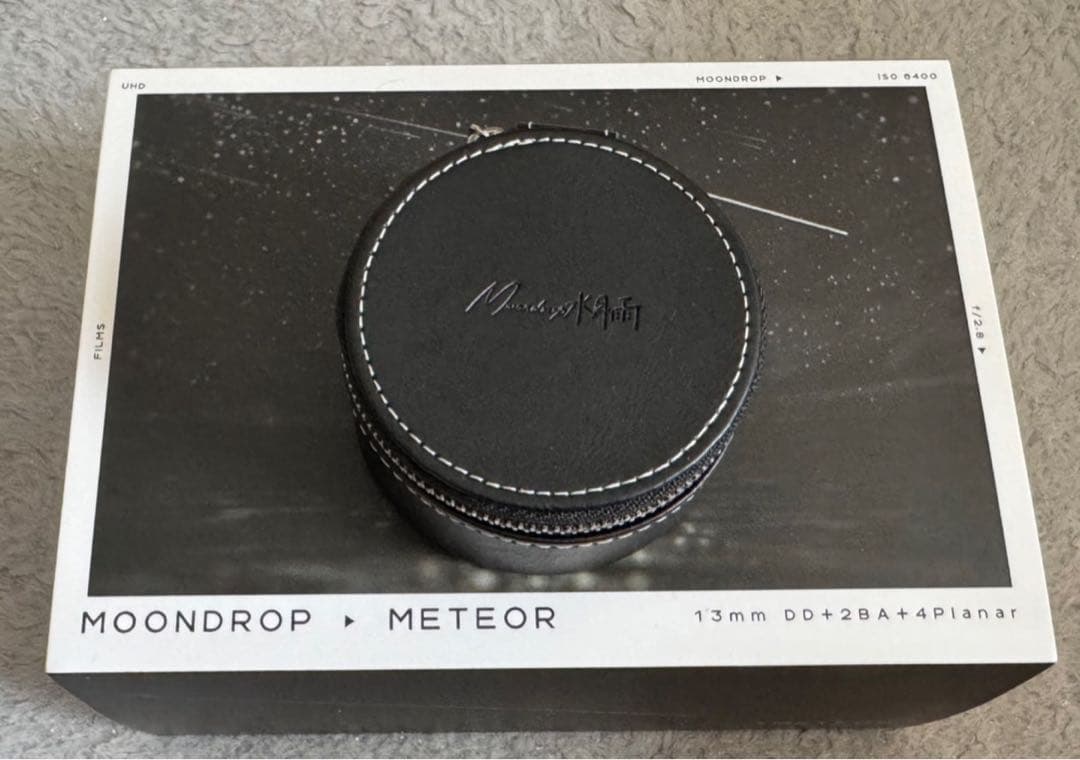 UHD
MOONDROP ▶
ISO 6400
FILMS
f/2.8 ▶
Moondrop水月雨
MOONDROP ▶ METEOR
13mm DD+2BA+4Planar